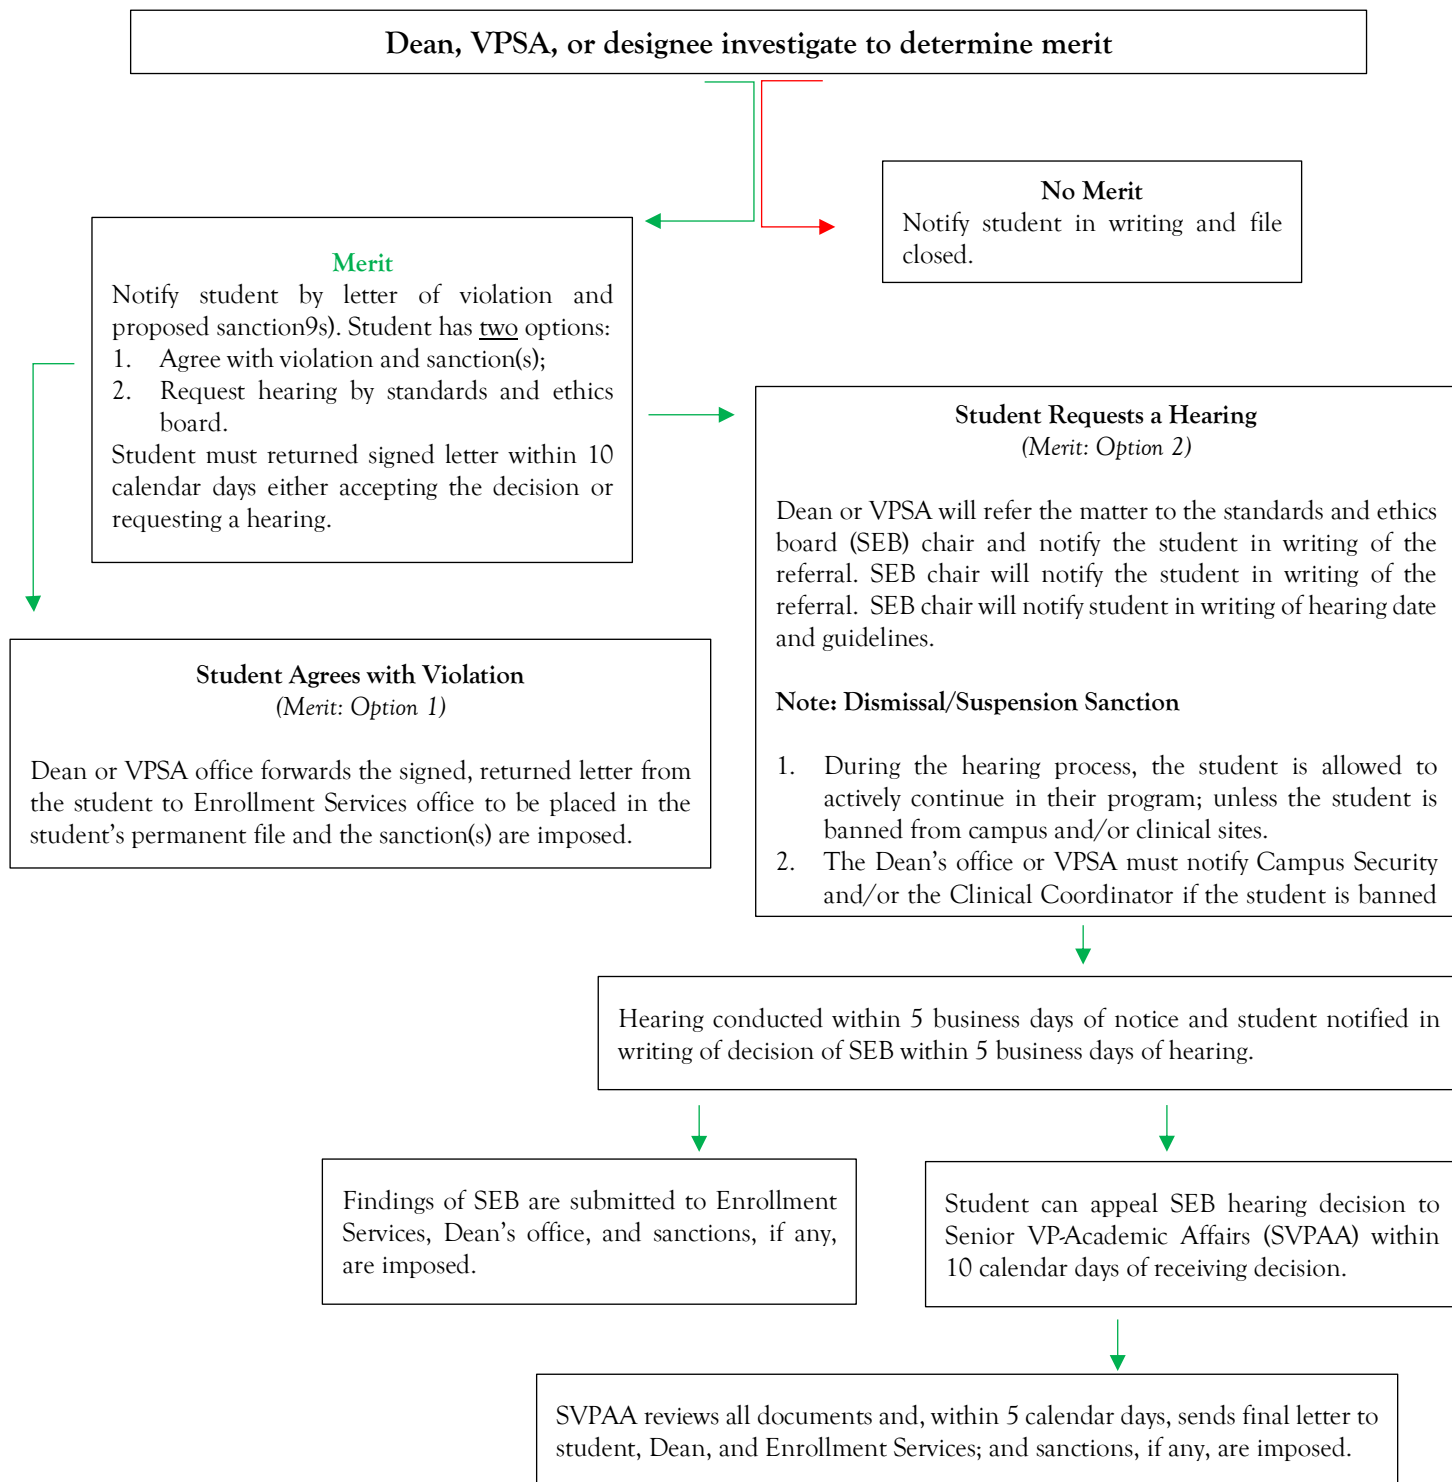 Dean, VPSA, or designee investigate to determine merit
No Merit
Notify student in writing and file
closed.
Merit
Notify student by letter of violation and
proposed sanction9s). Student has two options:
1. Agree with violation and sanction(s);
2. Request hearing by standards and ethics
board.
Student must returned signed letter within 10
calendar days either accepting the decision or
requesting a hearing.
Student Requests a Hearing
(Merit: Option 2)
Dean or VPSA will refer the matter to the standards and ethics
board (SEB) chair and notify the student in writing of the
referral. SEB chair will notify the student in writing of the
referral. SEB chair will notify student in writing of hearing date
and guidelines.
Note: Dismissal/Suspension Sanction
1. During the hearing process, the student is allowed to
actively continue in their program; unless the student is
banned from campus and/or clinical sites.
2. The Dean's office or VPSA must notify Campus Security
and/or the Clinical Coordinator if the student is banned
Student Agrees with Violation
(Merit: Option 1)
Dean or VPSA office forwards the signed, returned letter from
the student to Enrollment Services office to be placed in the
student's permanent file and the sanction(s) are imposed.
Hearing conducted within 5 business days of notice and student notified in
writing of decision of SEB within 5 business days of hearing.
Findings of SEB are submitted to Enrollment
Services, Dean's office, and sanctions, if any,
are imposed.
Student can appeal SEB hearing decision to
Senior VP-Academic Affairs (SVPAA) within
10 calendar days of receiving decision.
SVPAA reviews all documents and, within 5 calendar days, sends final letter to
student, Dean, and Enrollment Services; and sanctions, if any, are imposed.